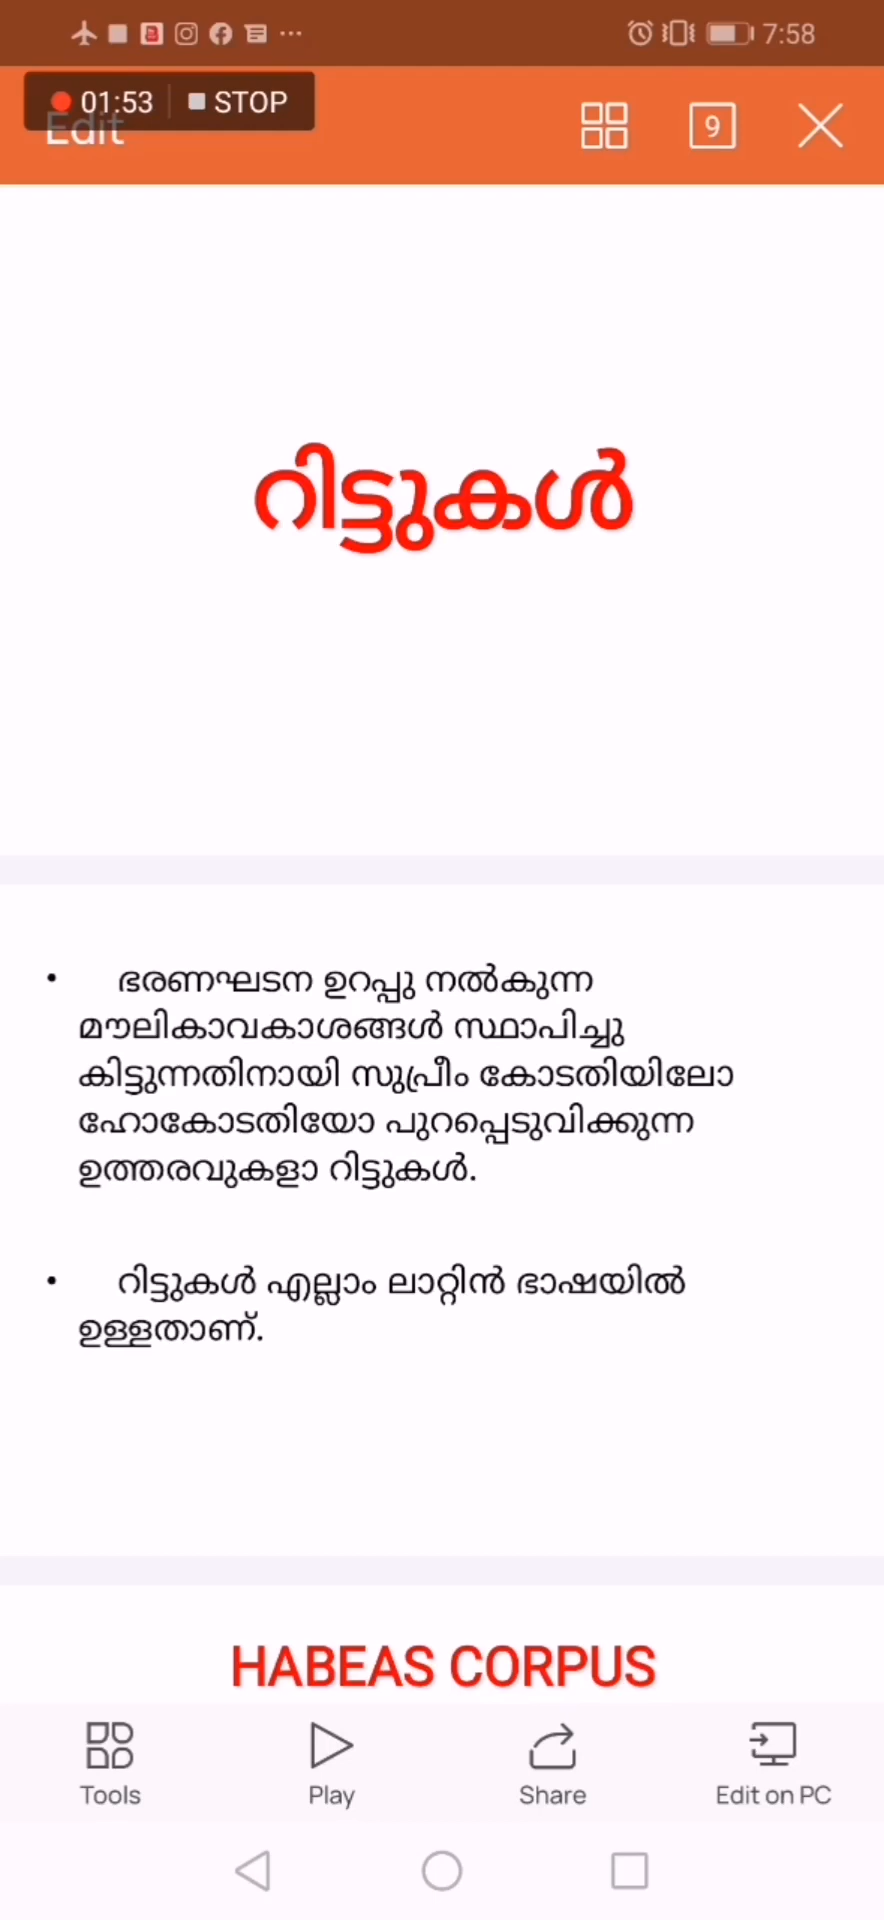 7:58
01:53 STOP
Edit
9
റിട്ടുകൾ
• ഭരണഘടന ഉറപ്പു നൽകുന്ന
മൗലികാവകാശങ്ങൾ സ്ഥാപിച്ചു
കിട്ടുന്നതിനായി സുപ്രീം കോടതിയിലോ
ഹോകോടതിയോ പുറപ്പെടുവിക്കുന്ന
ഉത്തരവുകളാ റിട്ടുകൾ.
• റിട്ടുകൾ എല്ലാം ലാറ്റിൻ ഭാഷയിൽ
ഉള്ളതാണ്.
HABEAS CORPUS
Tools Play Share Edit on PC